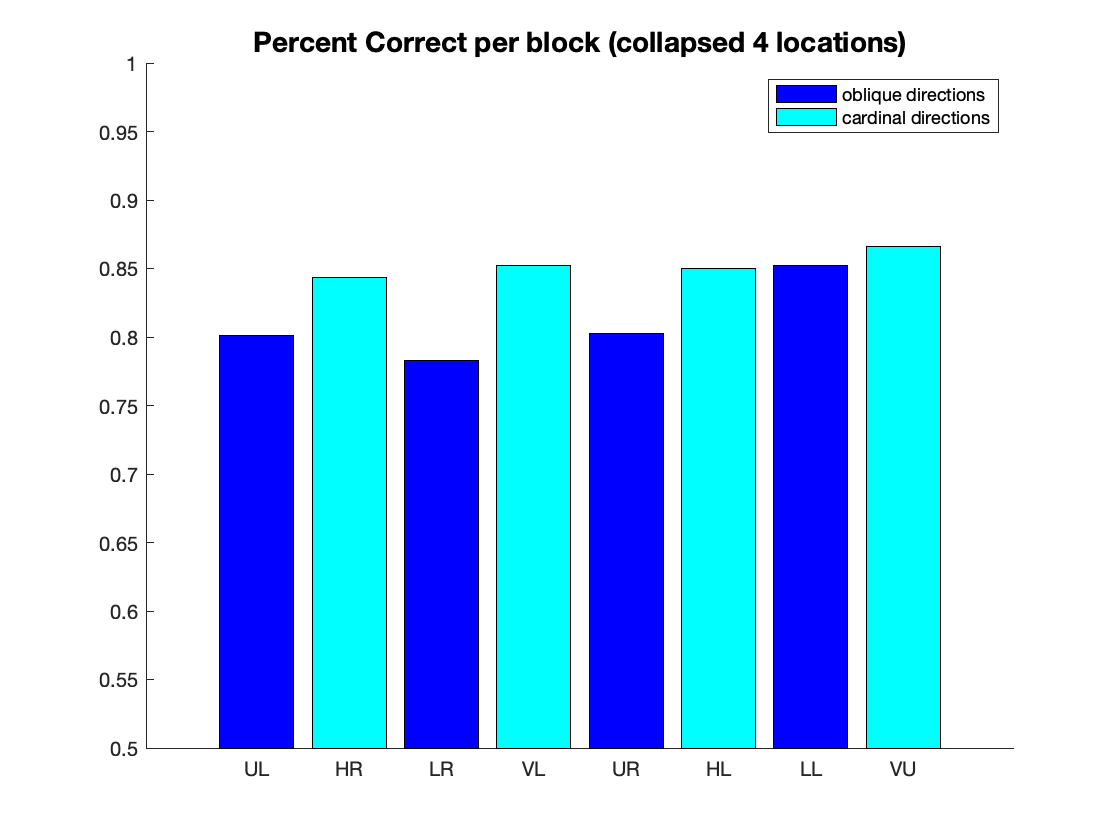 Percent Correct per block (collapsed 4 locations)
oblique directions
cardinal directions
1
0.95
0.9
0.85
0.8
0.75
0.7
0.65
0.6
0.55
0.5
UL HR LR VL UR HL LL VU